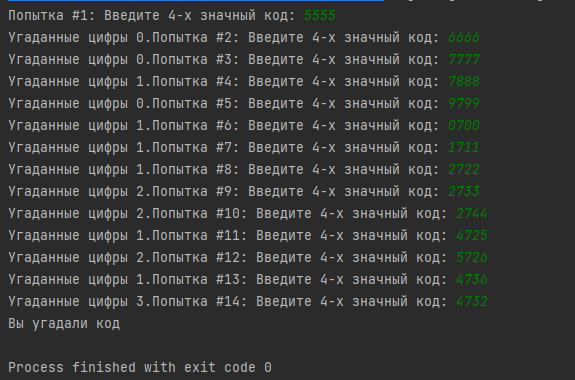 Попытка #1: Введите 4-х значный код: 5555
Угаданные цифры 0.Попытка #2: Введите 4-х значный код: 6666
Угаданные цифры 0.Попытка #3: Введите 4-х значный код: 7777
Угаданные цифры 1.Попытка #4: Введите 4-х значный код: 7888
Угаданные цифры 0.Попытка #5: Введите 4-х значный код: 9799
Угаданные цифры 1.Попытка #6: Введите 4-х значный код: 0700
Угаданные цифры 1.Попытка #7: Введите 4-х значный код: 1711
Угаданные цифры 1.Попытка #8: Введите 4-х значный код: 2722
Угаданные цифры 2.Попытка #9: Введите 4-х значный код: 2733
Угаданные цифры 2.Попытка #10: Введите 4-х значный код: 2744
Угаданные цифры 1.Попытка #11: Введите 4-х значный код: 4725
Угаданные цифры 2.Попытка #12: Введите 4-х значный код: 5726
Угаданные цифры 1.Попытка #13: Введите 4-х значный код: 4736
Угаданные цифры 3.Попытка #14: Введите 4-х значный код: 4732
Вы угадали код
Process finished with exit code 0